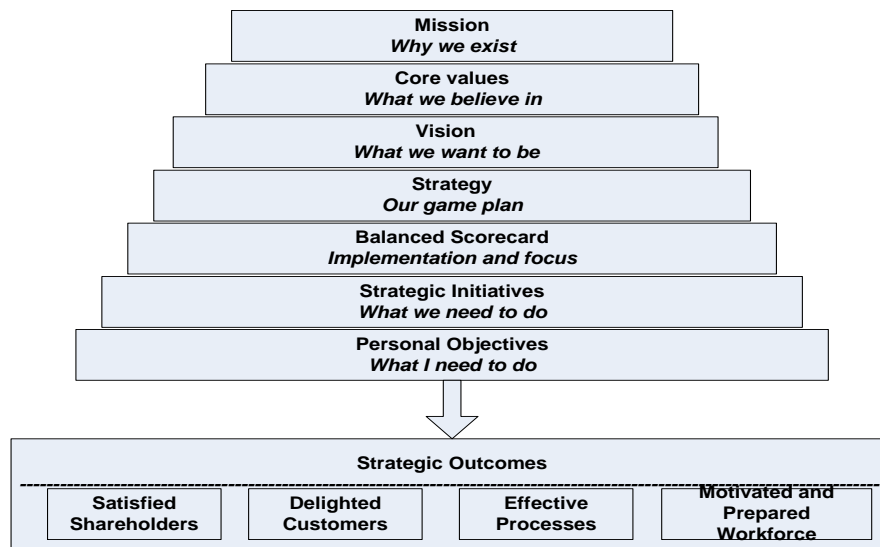 Mission
Why we exist
Core values
What we believe in
Vision
What we want to be
Strategy
Our game plan
Balanced Scorecard
Implementation and focus
Strategic Initiatives
What we need to do
Personal Objectives
What I need to do
Strategic Outcomes
Satisfied
Shareholders
Delighted
Customers
Effective
Processes
Motivated and
Prepared
Workforce